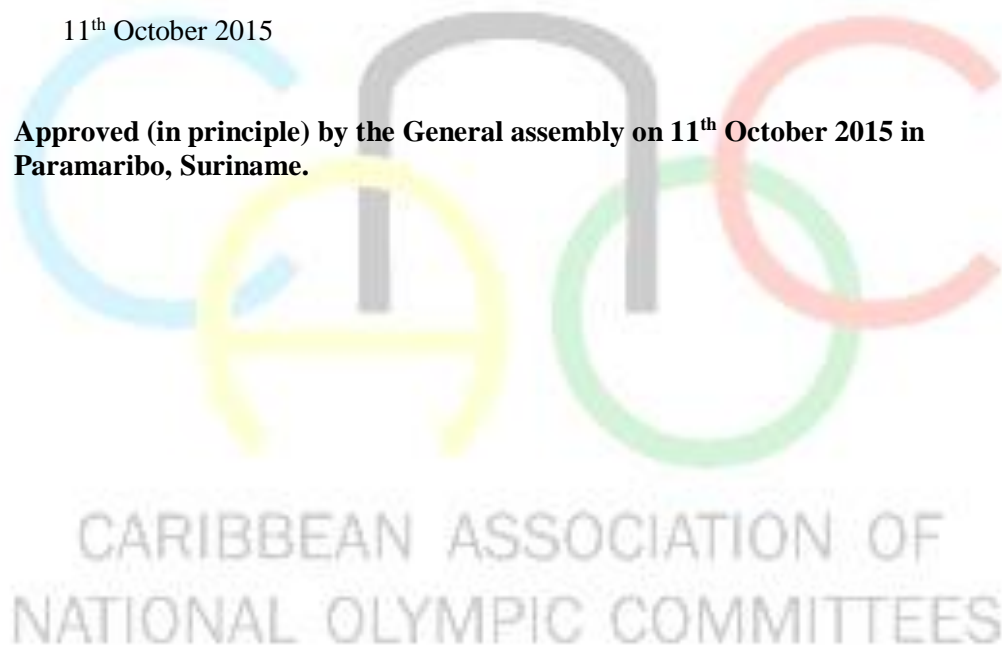 11th October 2015
Approved (in principle) by the General assembly on 11th October 2015 in
Paramaribo, Suriname.
CANOC
CARIBBEAN ASSOCIATION OF
NATIONAL OLYMPIC COMMITTEES